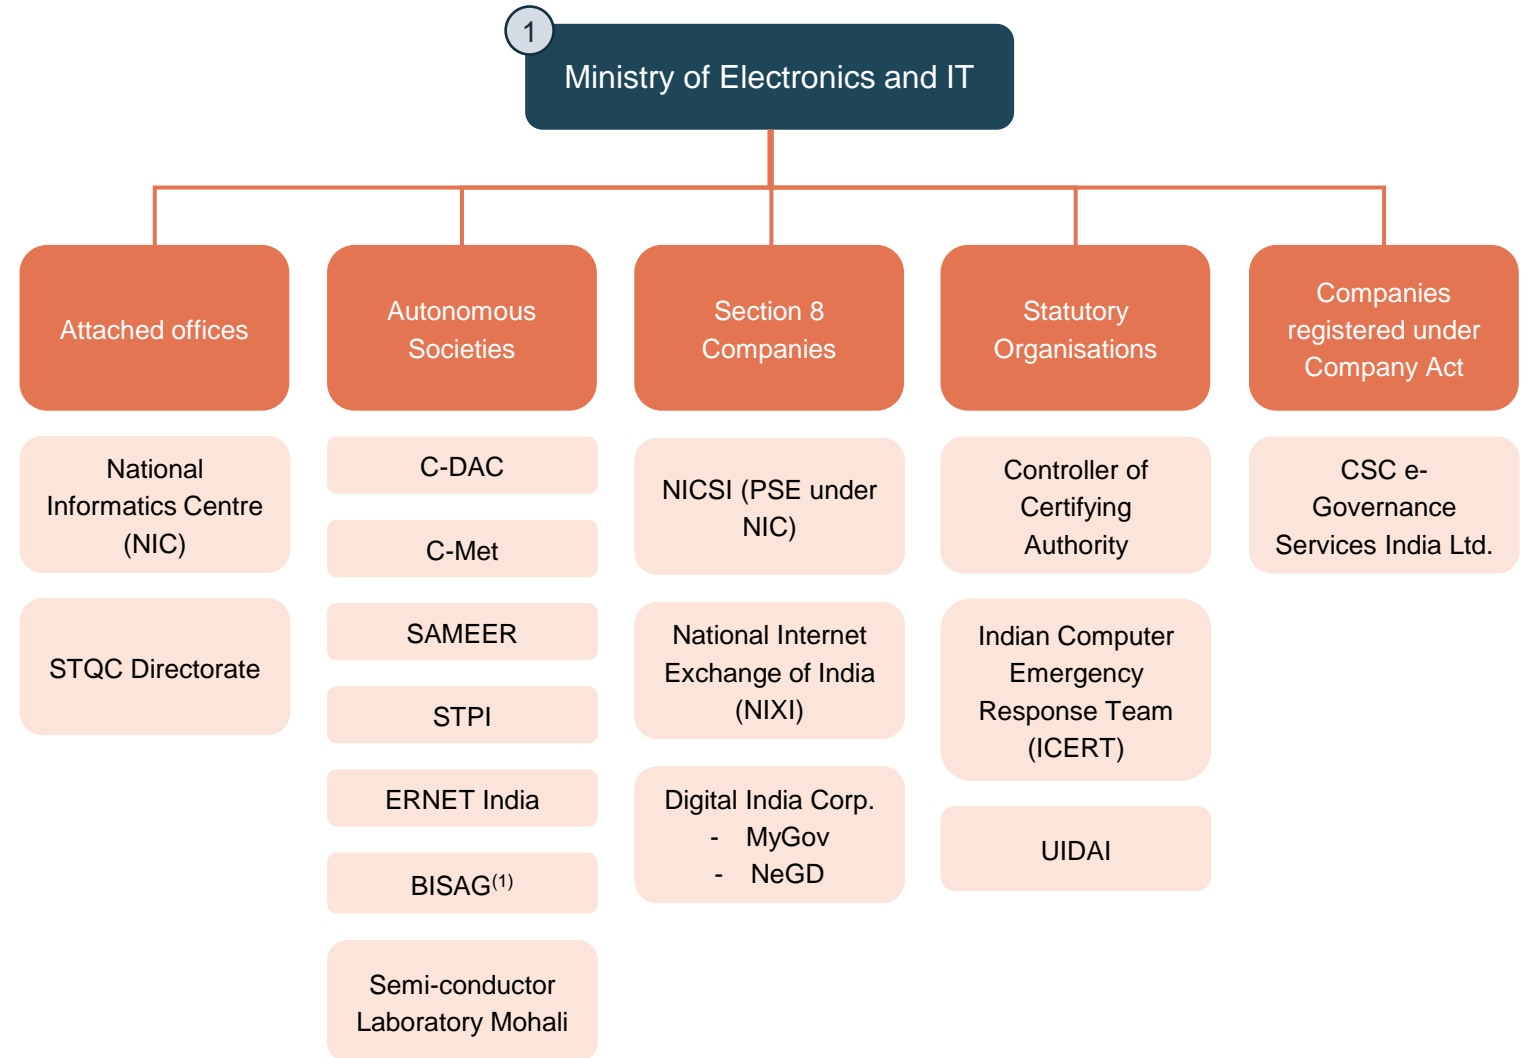 1
Ministry of Electronics and IT
Attached offices
National
Informatics Centre
(NIC)
STQC Directorate
Autonomous
Societies
C-DAC
C-Met
SAMEER
STPI
ERNET India
BISAG(1)
Semi-conductor
Laboratory Mohali
Section 8
Companies
NICSI (PSE under
NIC)
National Internet
Exchange of India
(NIXI)
Digital India Corp.
- MyGov
- NeGD
Statutory
Organisations
Controller of
Certifying
Authority
Indian Computer
Emergency
Response Team
(ICERT)
UIDAI
Companies
registered under
Company Act
CSC e-
Governance
Services India Ltd.